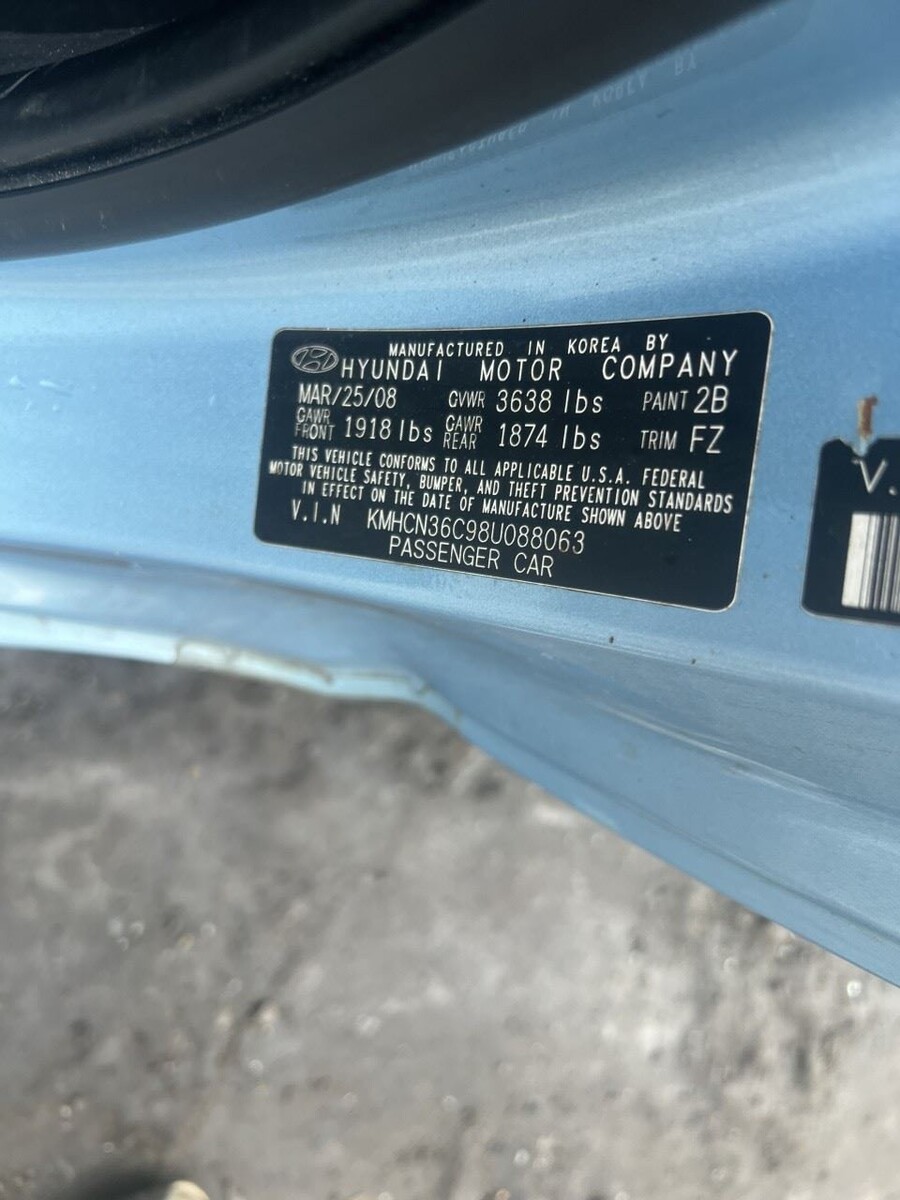 MANUFACTURED IN KOREA BY
HYUNDAI MOTOR COMPANY
MAR/25/08 GVWR 3638 lbs PAINT 2B
GAWR FRONT 1918 lbs GAWR REAR 1874 lbs TRIM FZ
THIS VEHICLE CONFORMS TO ALL APPLICABLE U.S.A. FEDERAL
MOTOR VEHICLE SAFETY, BUMPER, AND THEFT PREVENTION STANDARDS
IN EFFECT ON THE DATE OF MANUFACTURE SHOWN ABOVE
V.I.N KMHCN36C98U088063
PASSENGER CAR
V.